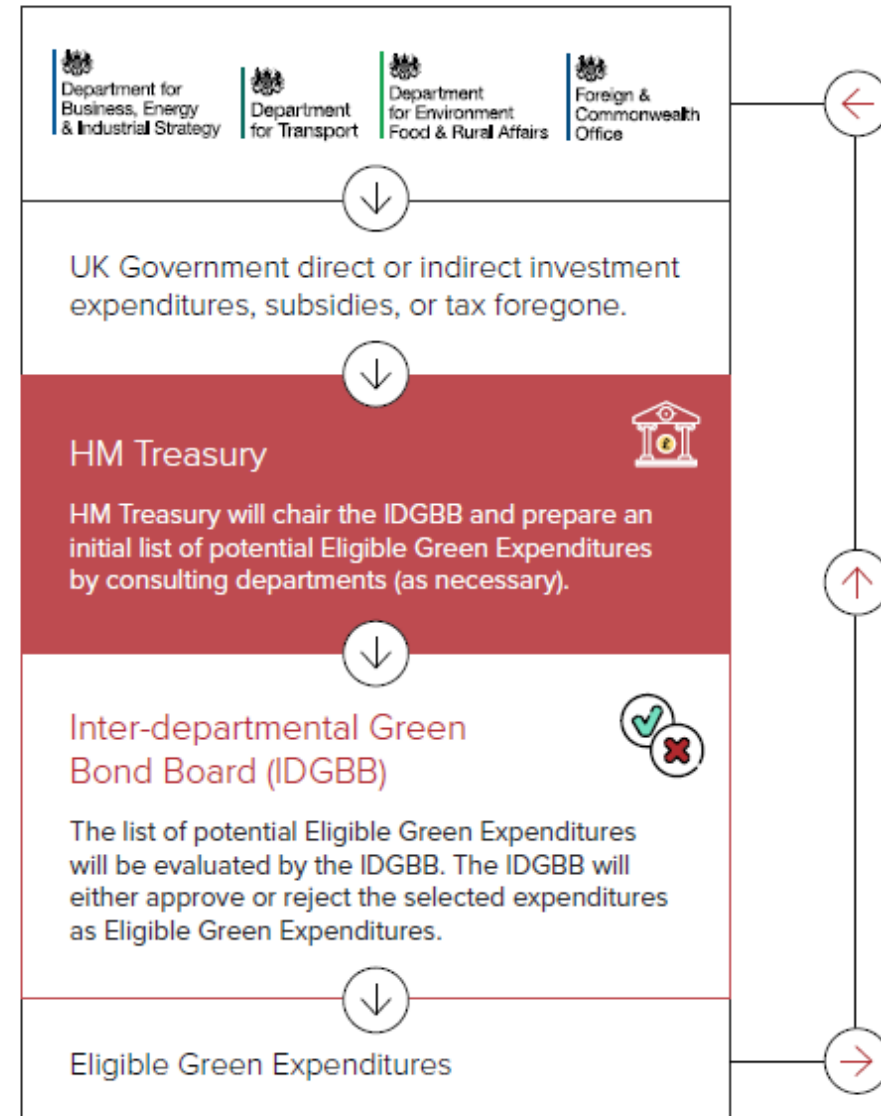 Department for
Business, Energy
& Industrial Strategy
Department
for Transport
Department
for Environment
Food & Rural Affairs
Foreign &
Commonwealth
Office
UK Government direct or indirect investment
expenditures, subsidies, or tax foregone.
HM Treasury
HM Treasury will chair the IDGBB and prepare an
initial list of potential Eligible Green Expenditures
by consulting departments (as necessary).
Inter-departmental Green
Bond Board (IDGBB)
The list of potential Eligible Green Expenditures
will be evaluated by the IDGBB. The IDGBB will
either approve or reject the selected expenditures
as Eligible Green Expenditures.
Eligible Green Expenditures